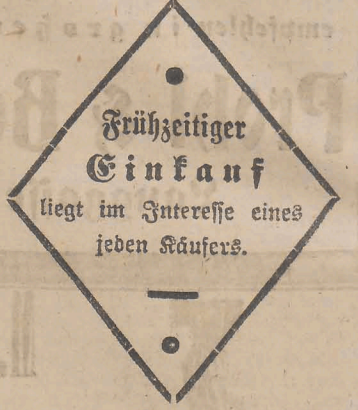 Frühzeitiger
Einkauf
liegt im Interesse eines
jeden Käufers.